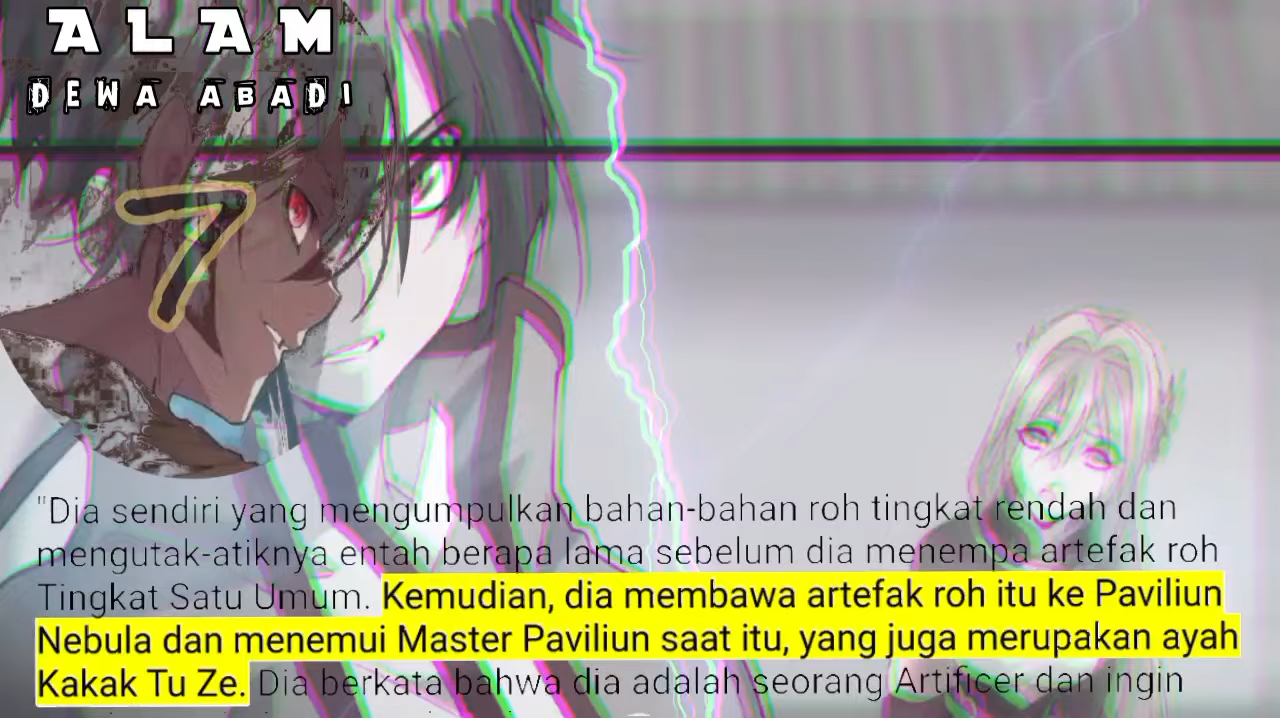 ALAM
DEWA ABADI
7
"Dia sendiri yang mengumpulkan bahan-bahan roh tingkat rendah dan
mengutak-atiknya entah berapa lama sebelum dia menempa artefak roh
Tingkat Satu Umum. Kemudian, dia membawa artefak roh itu ke Paviliun
Nebula dan menemui Master Paviliun saat itu, yang juga merupakan ayah
Kakak Tu Ze. Dia berkata bahwa dia adalah seorang Artificer dan ingin